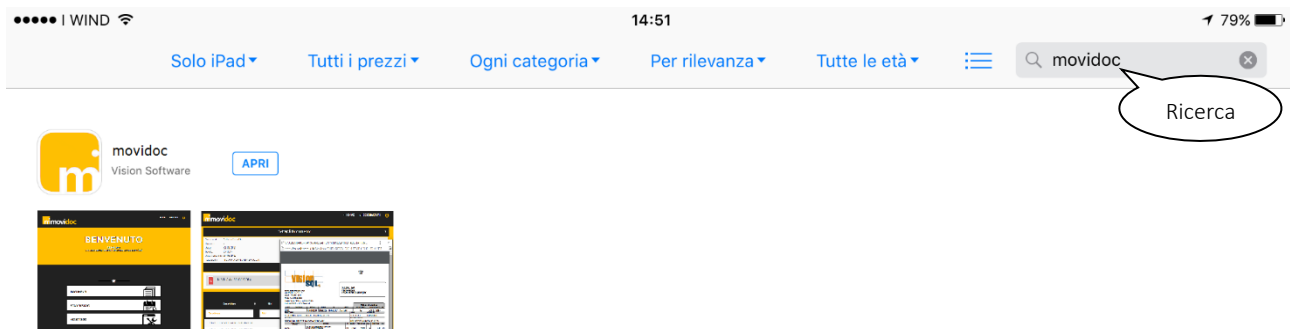 WIND 14:51 79%
Solo iPad Tutti i prezzi Ogni categoria Per rilevanza Tutte le età movidoc
Ricerca
movidoc
Vision Software
APRI
m
movidoc
BENVENUTO
movidoc